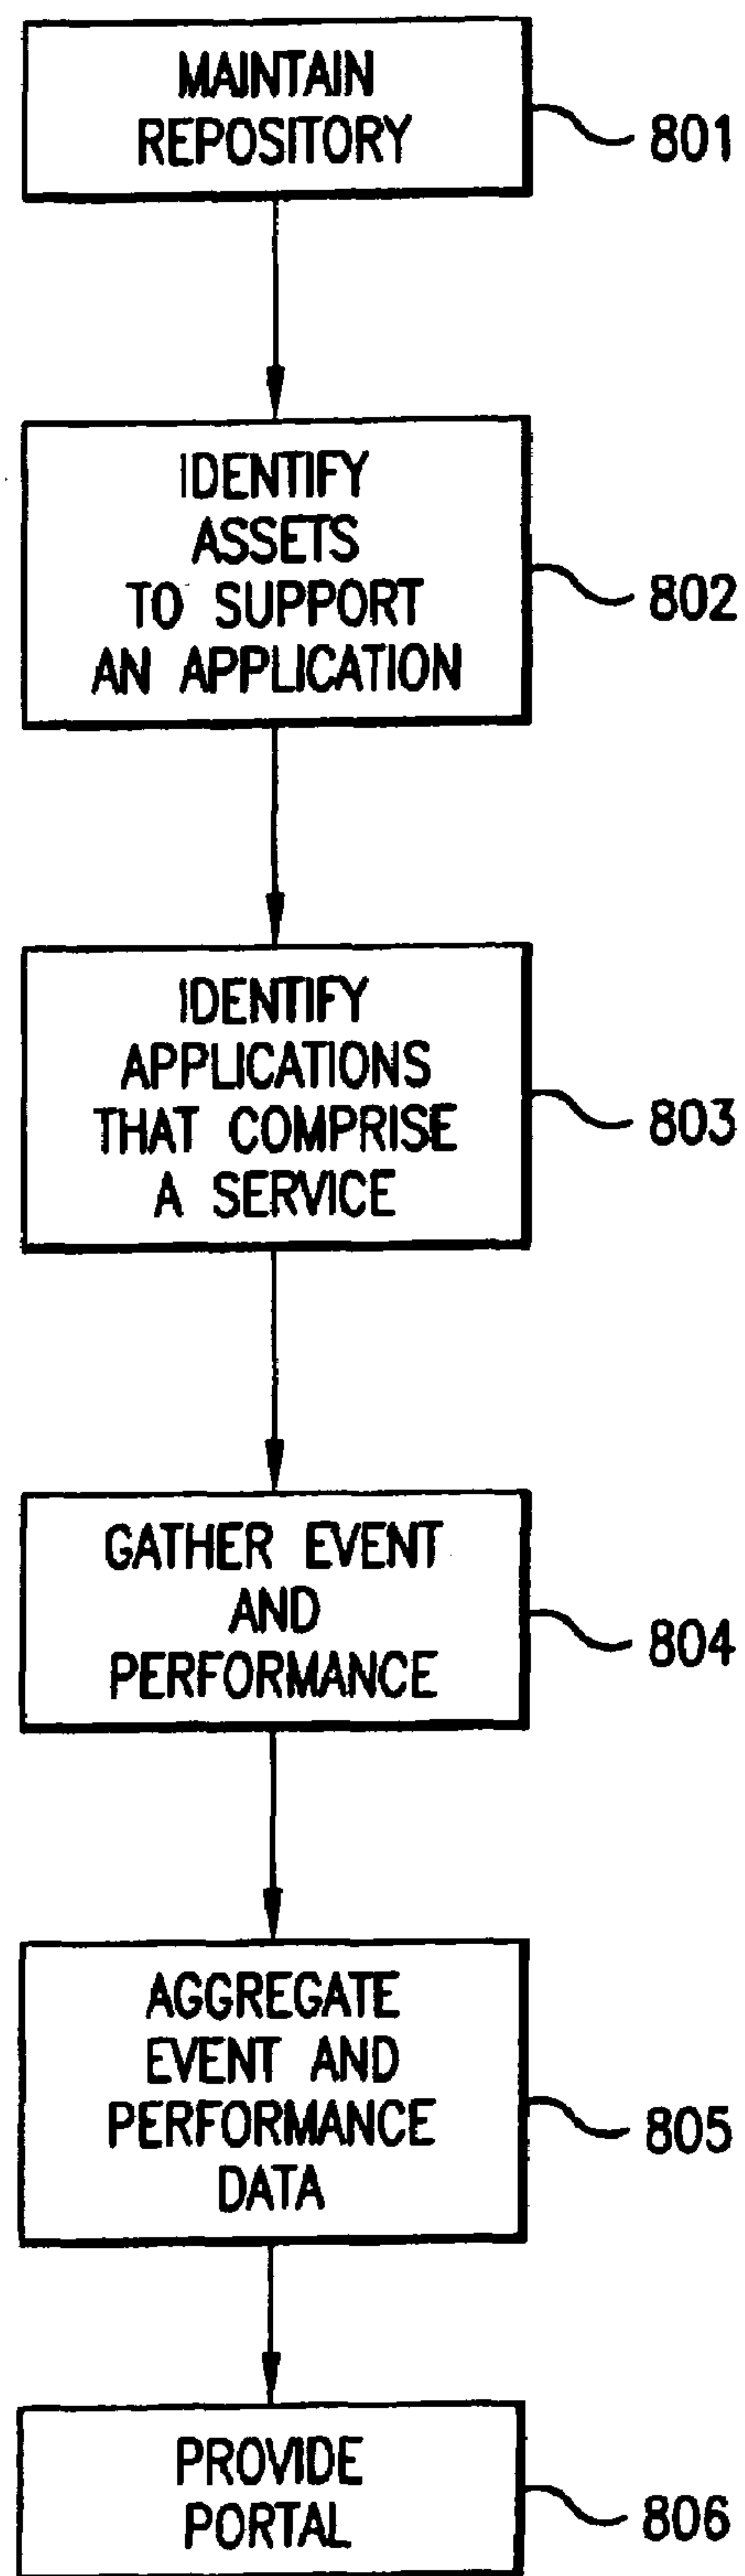 MAINTAIN
REPOSITORY
801
IDENTIFY
ASSETS
TO SUPPORT
AN APPLICATION
802
IDENTIFY
APPLICATIONS
THAT COMPRISE
A SERVICE
803
GATHER EVENT
AND
PERFORMANCE
804
AGGREGATE
EVENT AND
PERFORMANCE
DATA
805
PROVIDE
PORTAL
806